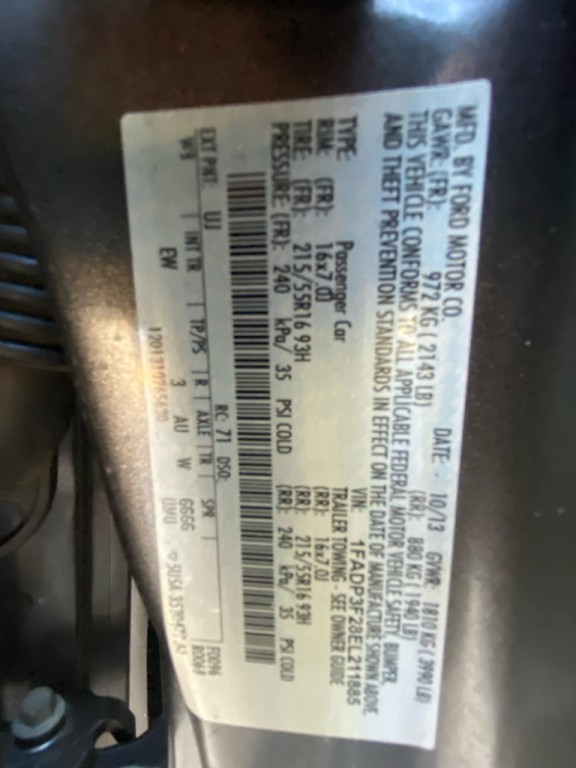 MFD. BY FORD MOTOR CO.
DATE: 10/13 GVWR: 1810 KG ( 3990 LB)
GAWR: (FR): 972 KG ( 2143 LB) (RR): 880 KG ( 1940 LB)
THIS VEHICLE CONFORMS TO ALL APPLICABLE FEDERAL MOTOR VEHICLE SAFETY, BUMPER,
AND THEFT PREVENTION STANDARDS IN EFFECT ON THE DATE OF MANUFACTURE SHOWN ABOVE.
VIN: 1FADP3F28EL211885
TYPE: Passenger Car TRAILER TOWING - SEE OWNER GUIDE
RIM: (FR): 16x7.0J (RR): 16x7.0J
TIRE: (FR): 215/55R16 93H (RR): 215/55R16 93H
PRESSURE: (FR): 240 kPa/ 35 PSI COLD (RR): 240 kPa/ 35 PSI COLD
RC: 71 DSO: F0096
EXT PNT: UJ
INT TR TP/PS R AXLE TR SPR
EW 3 AU W GGGG
UMU